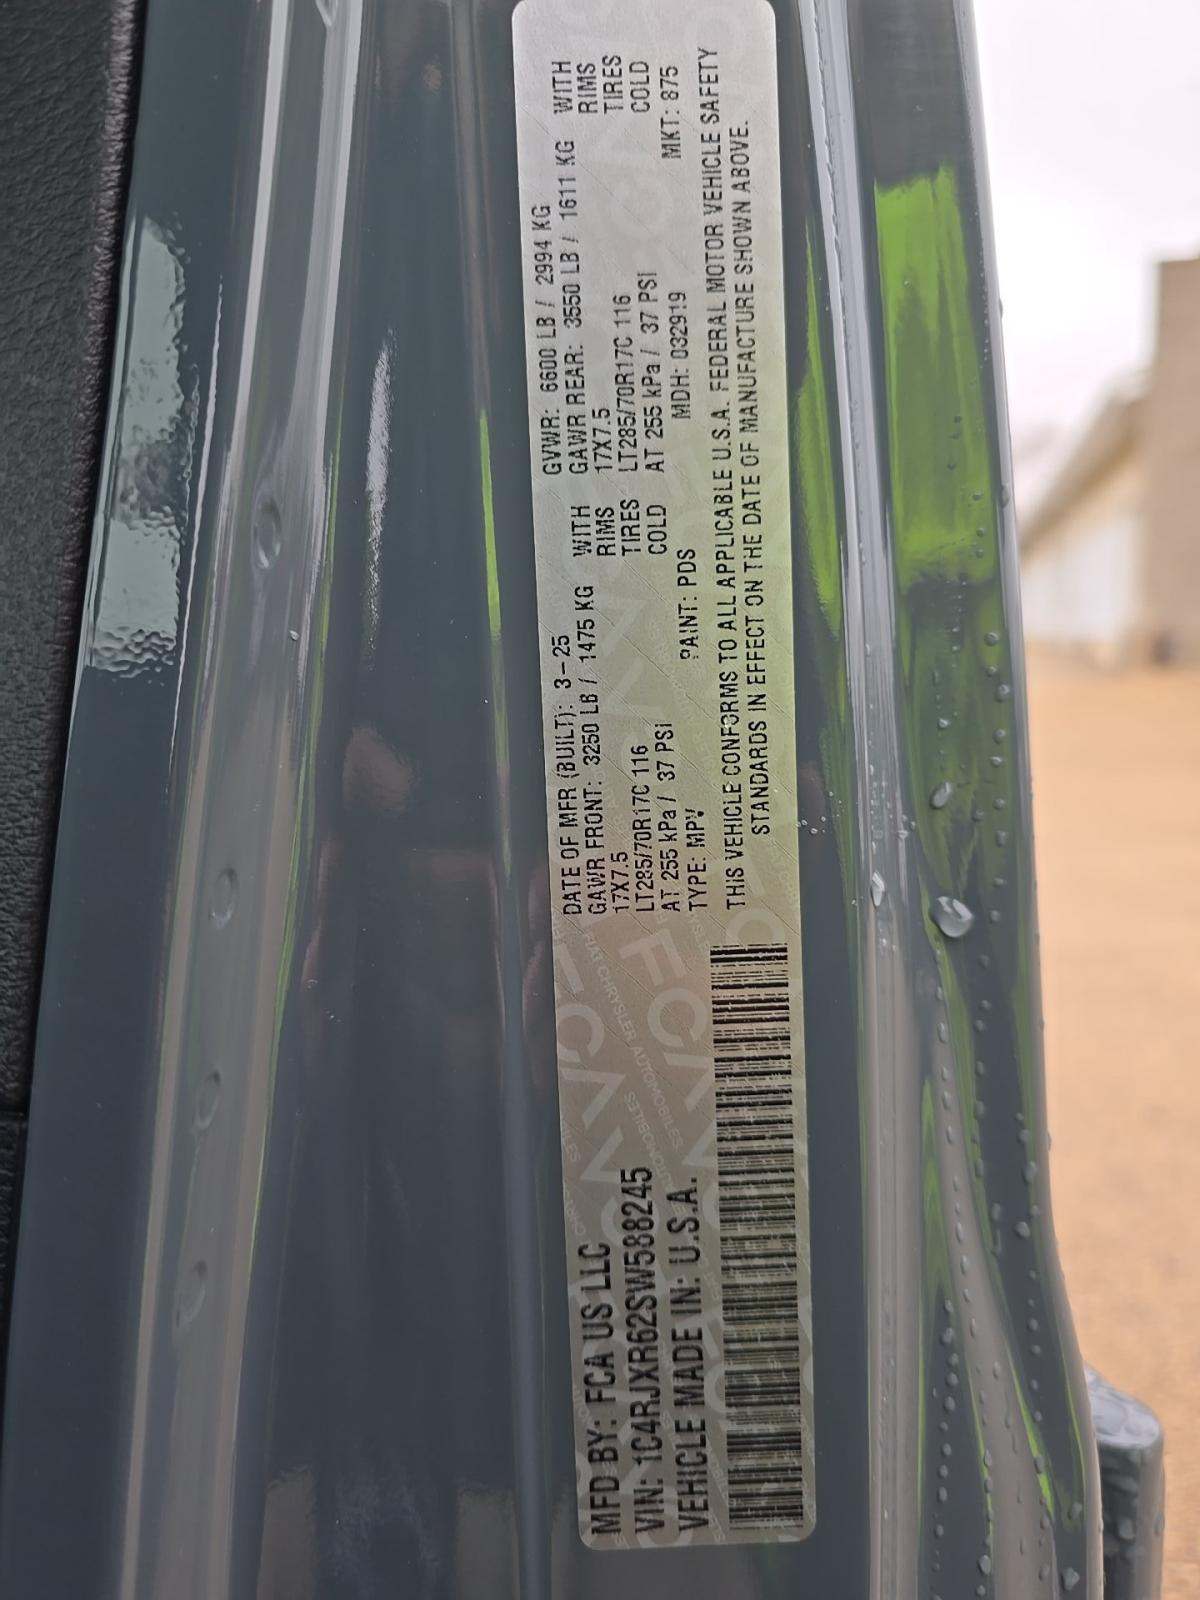 MFD BY: FCA US LLC
VIN: 1C4RJXR62SW588245
VEHICLE MADE IN: U.S.A.
DATE OF MFR (BUILT): 3-25 GVWR: 6600 LB / 2994 KG
GAWR FRONT: 3250 LB / 1475 KG WITH GAWR REAR: 3550 LB / 1611 KG WITH
17X7.5 RIMS 17X7.5 RIMS
LT285/70R17C 116 TIRES LT285/70R17C 116 TIRES
AT 255 kPa / 37 PSI COLD AT 255 kPa / 37 PSI COLD
TYPE: MPV PAINT: PDS MDH: 032919 MKT: 875
THIS VEHICLE CONFORMS TO ALL APPLICABLE U.S.A. FEDERAL MOTOR VEHICLE SAFETY
STANDARDS IN EFFECT ON THE DATE OF MANUFACTURE SHOWN ABOVE.
FCA
FIAT CHRYSLER AUTOMOBILES